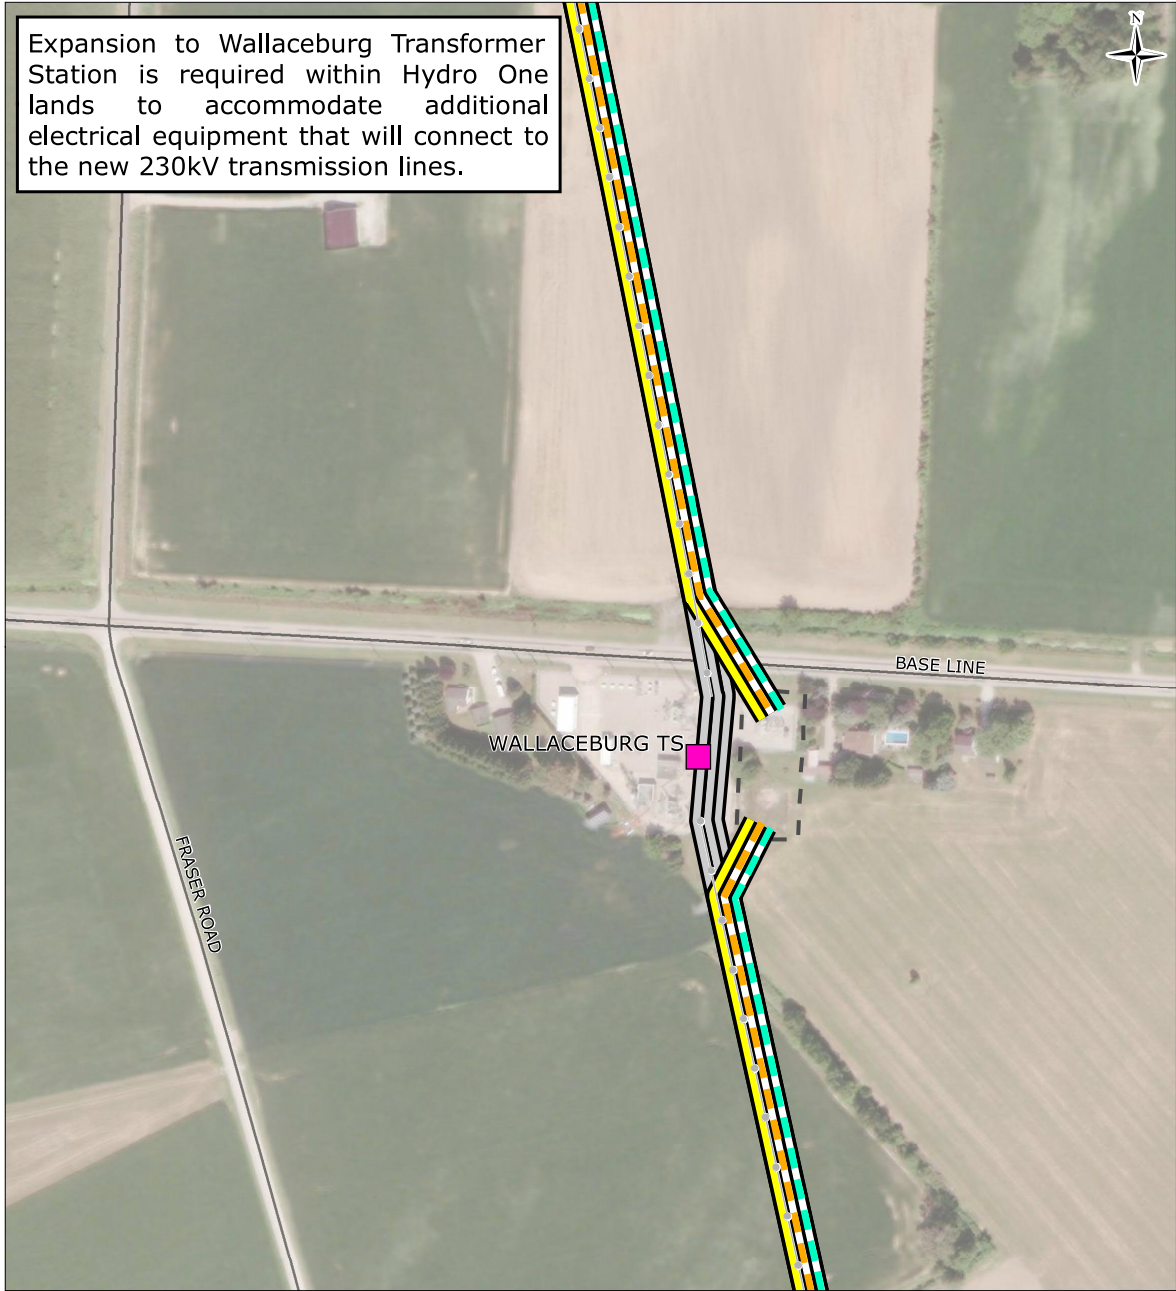 Expansion to Wallaceburg Transformer
Station is required within Hydro One
lands to accommodate additional
electrical equipment that will connect to
the new 230kV transmission lines.
N
BASE LINE
WALLACEBURG TS
FRASER ROAD